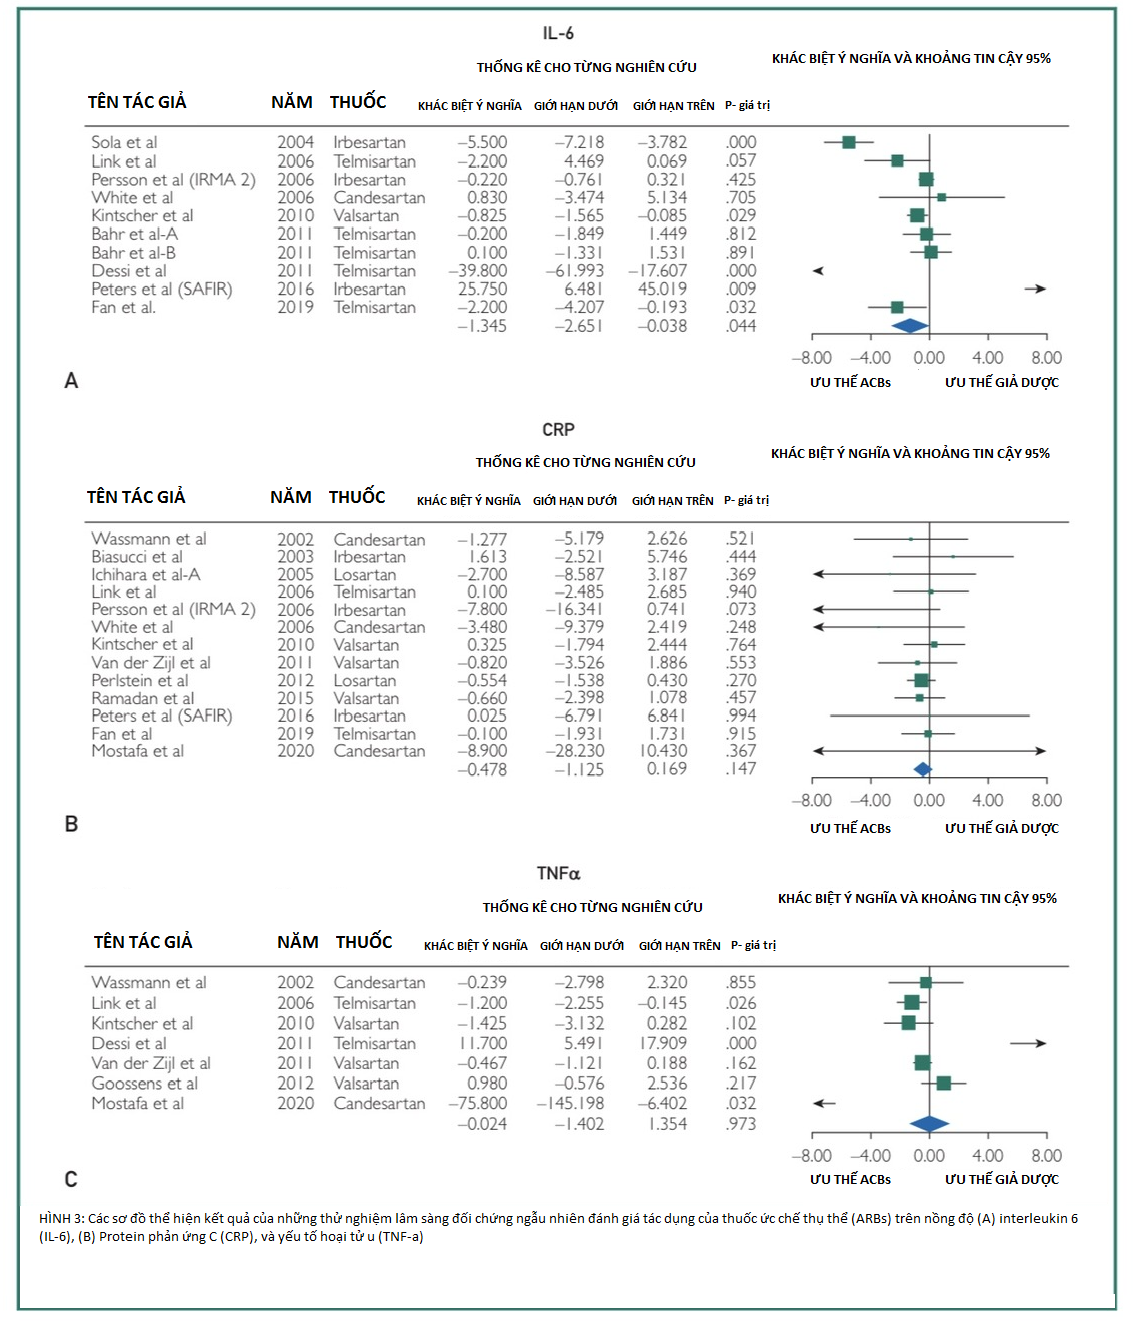 IL-6
THỐNG KÊ CHO TỪNG NGHIÊN CỨU KHÁC BIỆT Ý NGHĨA VÀ KHOẢNG TIN CẬY 95%
TÊN TÁC GIẢ NĂM THUỐC KHÁC BIỆT Ý NGHĨA GIỚI HẠN DƯỚI GIỚI HẠN TRÊN P- giá trị
Sola et al 2004 Irbesartan −5.500 −7.218 −3.782 .000
Link et al 2006 Telmisartan −2.200 4.469 0.069 .057
Persson et al (IRMA 2) 2006 Irbesartan −0.220 −0.761 0.321 .425
White et al 2006 Candesartan 0.830 −3.474 5.134 .705
Kintscher et al 2010 Valsartan −0.825 −1.565 −0.085 .029
Bahr et al-A 2011 Telmisartan −0.200 −1.849 1.449 .812
Bahr et al-B 2011 Telmisartan 0.100 −1.331 1.531 .891
Dessi et al 2011 Telmisartan −39.800 −61.993 −17.607 .000
Peters et al (SAFIR) 2016 Irbesartan 25.750 6.481 45.019 .009
Fan et al. 2019 Telmisartan −2.200 −4.207 −0.193 .032
−1.345 −2.651 −0.038 .044
−8.00 −4.00 0.00 4.00 8.00
A ƯU THẾ ACBs ƯU THẾ GIẢ DƯỢC
CRP
THỐNG KÊ CHO TỪNG NGHIÊN CỨU KHÁC BIỆT Ý NGHĨA VÀ KHOẢNG TIN CẬY 95%
TÊN TÁC GIẢ NĂM THUỐC KHÁC BIỆT Ý NGHĨA GIỚI HẠN DƯỚI GIỚI HẠN TRÊN P- giá trị
Wassmann et al 2002 Candesartan −1.277 −5.179 2.626 .521
Biasucci et al 2003 Irbesartan 1.613 −2.521 5.746 .444
Ichihara et al-A 2005 Losartan −2.700 −8.587 3.187 .369
Link et al 2006 Telmisartan 0.100 −2.485 2.685 .940
Persson et al (IRMA 2) 2006 Irbesartan −7.800 −16.341 0.741 .073
White et al 2006 Candesartan −3.480 −9.379 2.419 .248
Kintscher et al 2010 Valsartan 0.325 −1.794 2.444 .764
Van der Zijl et al 2011 Valsartan −0.820 −3.526 1.886 .553
Perlstein et al 2012 Losartan −0.554 −1.538 0.430 .270
Ramadan et al 2015 Valsartan −0.660 −2.398 1.078 .457
Peters et al (SAFIR) 2016 Irbesartan 0.025 −6.791 6.841 .994
Fan et al 2019 Telmisartan −0.100 −1.931 1.731 .915
Mostafa et al 2020 Candesartan −8.900 −28.230 10.430 .367
−0.478 −1.125 0.169 .147
−8.00 −4.00 0.00 4.00 8.00
B ƯU THẾ ACBs ƯU THẾ GIẢ DƯỢC
TNFα
THỐNG KÊ CHO TỪNG NGHIÊN CỨU KHÁC BIỆT Ý NGHĨA VÀ KHOẢNG TIN CẬY 95%
TÊN TÁC GIẢ NĂM THUỐC KHÁC BIỆT Ý NGHĨA GIỚI HẠN DƯỚI GIỚI HẠN TRÊN P- giá trị
Wassmann et al 2002 Candesartan −0.239 −2.798 2.320 .855
Link et al 2006 Telmisartan −1.200 −2.255 −0.145 .026
Kintscher et al 2010 Valsartan −1.425 −3.132 0.282 .102
Dessi et al 2011 Telmisartan 11.700 5.491 17.909 .000
Van der Zijl et al 2011 Valsartan −0.467 −1.121 0.188 .162
Goossens et al 2012 Valsartan 0.980 −0.576 2.536 .217
Mostafa et al 2020 Candesartan −75.800 −145.198 −6.402 .032
−0.024 −1.402 1.354 .973
−8.00 −4.00 0.00 4.00 8.00
C ƯU THẾ ACBs ƯU THẾ GIẢ DƯỢC
HÌNH 3: Các sơ đồ thể hiện kết quả của những thử nghiệm lâm sàng đối chứng ngẫu nhiên đánh giá tác dụng của thuốc ức chế thụ thể (ARBs) trên nồng độ (A) interleukin 6
(IL-6), (B) Protein phản ứng C (CRP), và yếu tố hoại tử u (TNF-a)